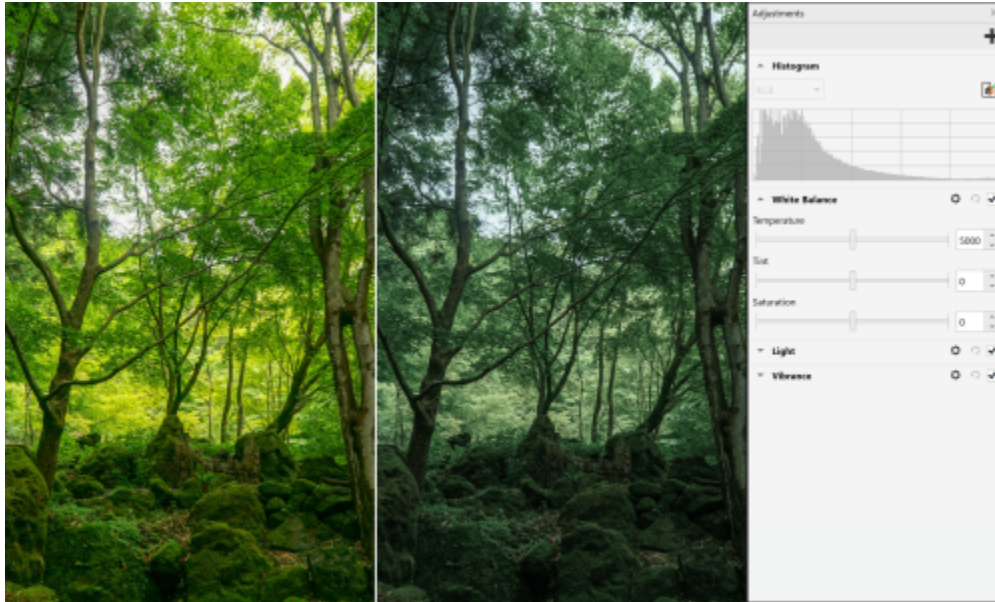 Adjustments
Histogram
RGB
White Balance
Temperature
5000
Tint
0
Saturation
0
Light
Vibrance